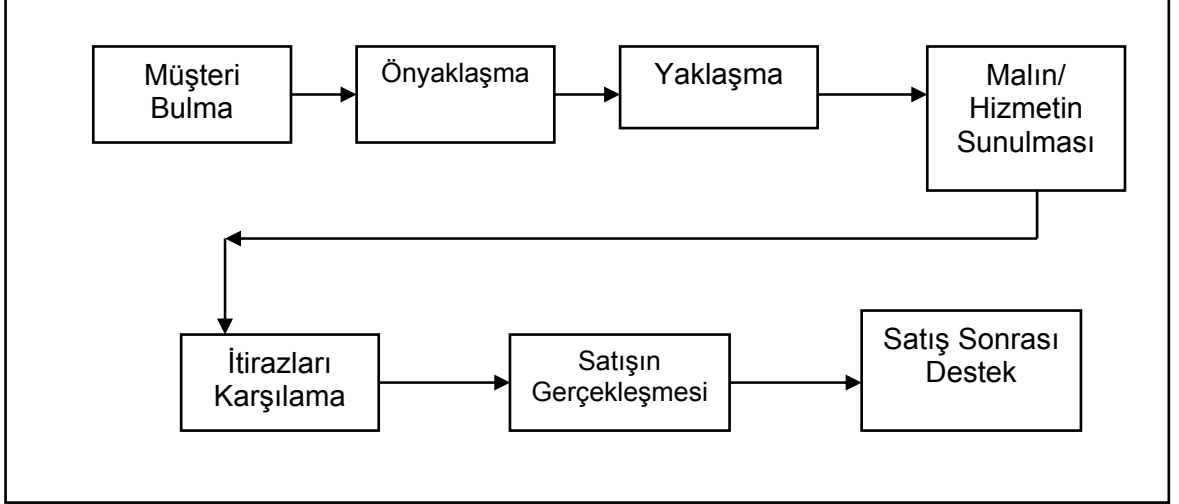 Müşteri
Bulma
Önyaklaşma
Yaklaşma
Malın/
Hizmetin
Sunulması
İtirazları
Karşılama
Satışın
Gerçekleşmesi
Satış Sonrası
Destek